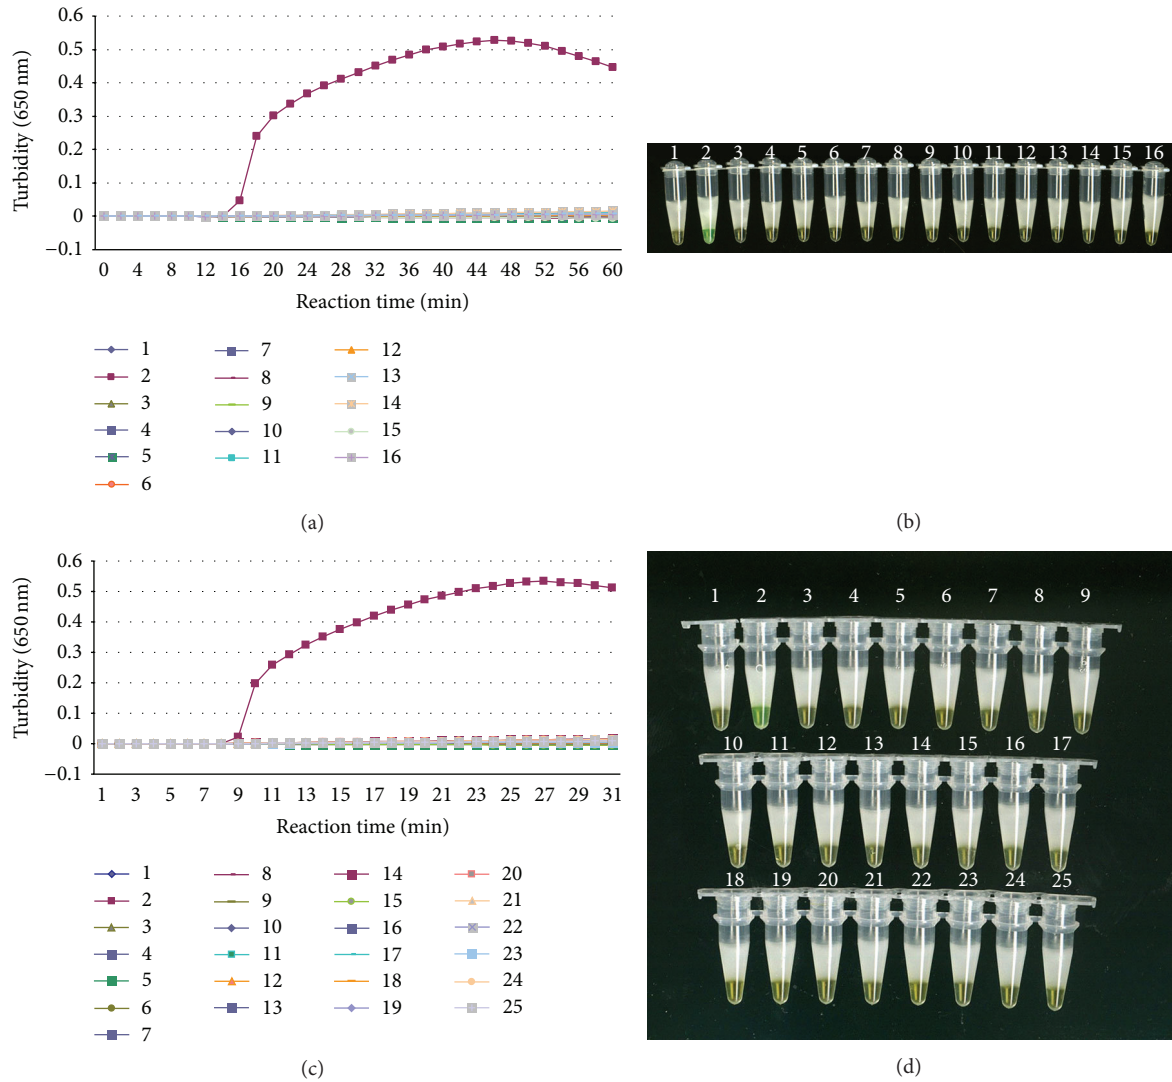 0.6
0.5
0.4
0.3
0.2
0.1
0
−0.1
Turbidity (650 nm)
0 4 8 12 16 20 24 28 32 36 40 44 48 52 56 60
Reaction time (min)
1 7 12
2 8 13
3 9 14
4 10 15
5 11 16
6
(a)
1 2 3 4 5 6 7 8 9 10 11 12 13 14 15 16
(b)
0.6
0.5
0.4
0.3
0.2
0.1
0
−0.1
Turbidity (650 nm)
1 3 5 7 9 11 13 15 17 19 21 23 25 27 29 31
Reaction time (min)
1 8 14 20
2 9 15 21
3 10 16 22
4 11 17 23
5 12 18 24
6 13 19 25
7
(c)
1 2 3 4 5 6 7 8 9
10 11 12 13 14 15 16 17
18 19 20 21 22 23 24 25
(d)